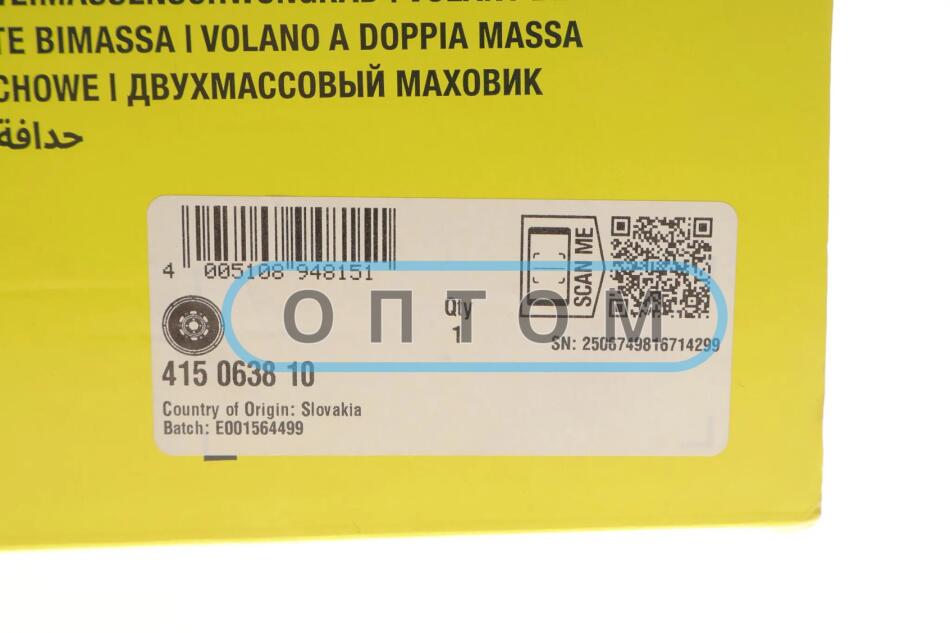 TE BIMASSA | VOLANO A DOPPIA MASSA
CHOWE | ДВУХМАССОВЫЙ МАХОВИК
حدافة
4 005108 948151
SCAN ME
Qty
1
SN: 2506749816714299
ОПТОМ
415 0638 10
Country of Origin: Slovakia
Batch: E001564499